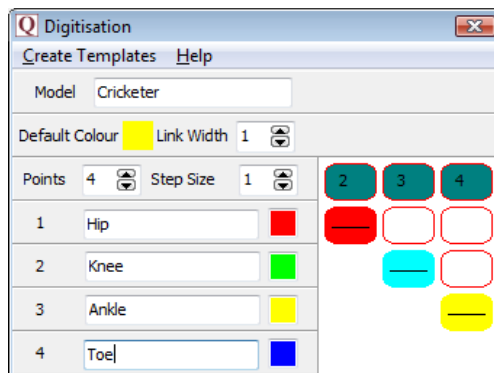 Q Digitisation
Create Templates Help
Model Cricketer
Default Colour Link Width 1
Points 4 Step Size 1 2 3 4
1 Hip
2 Knee
3 Ankle
4 Toe